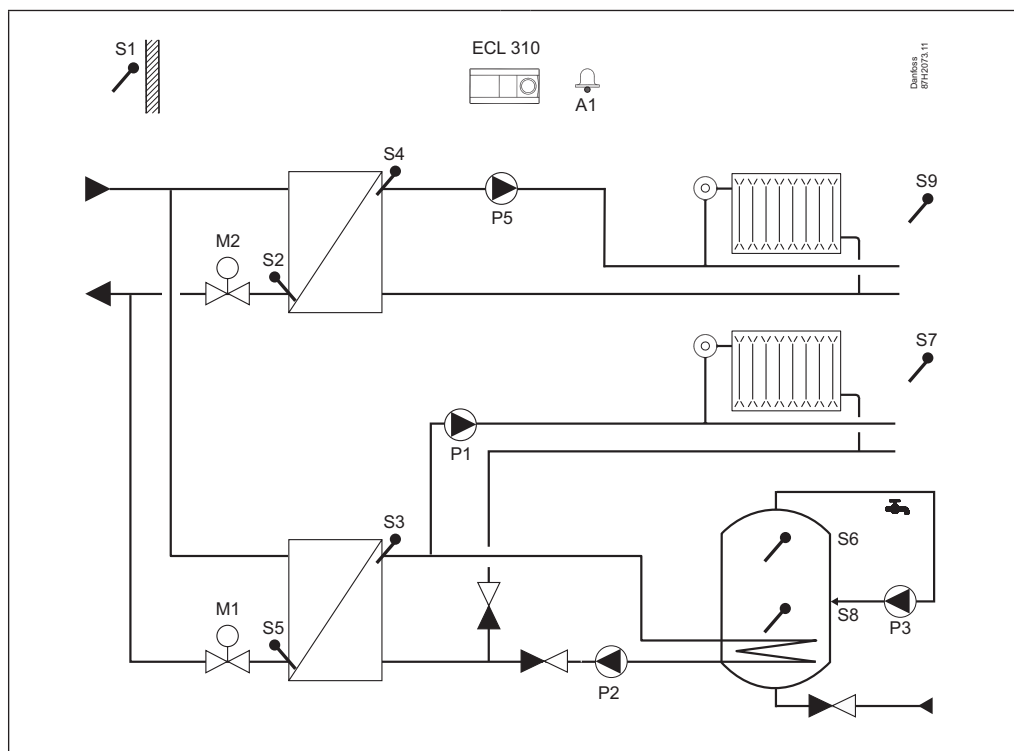 S1
ECL 310
A1
Danfoss
87H2073.11
S4
P5
S9
M2
S2
S7
P1
S3
S6
M1
S5
S8
P3
P2